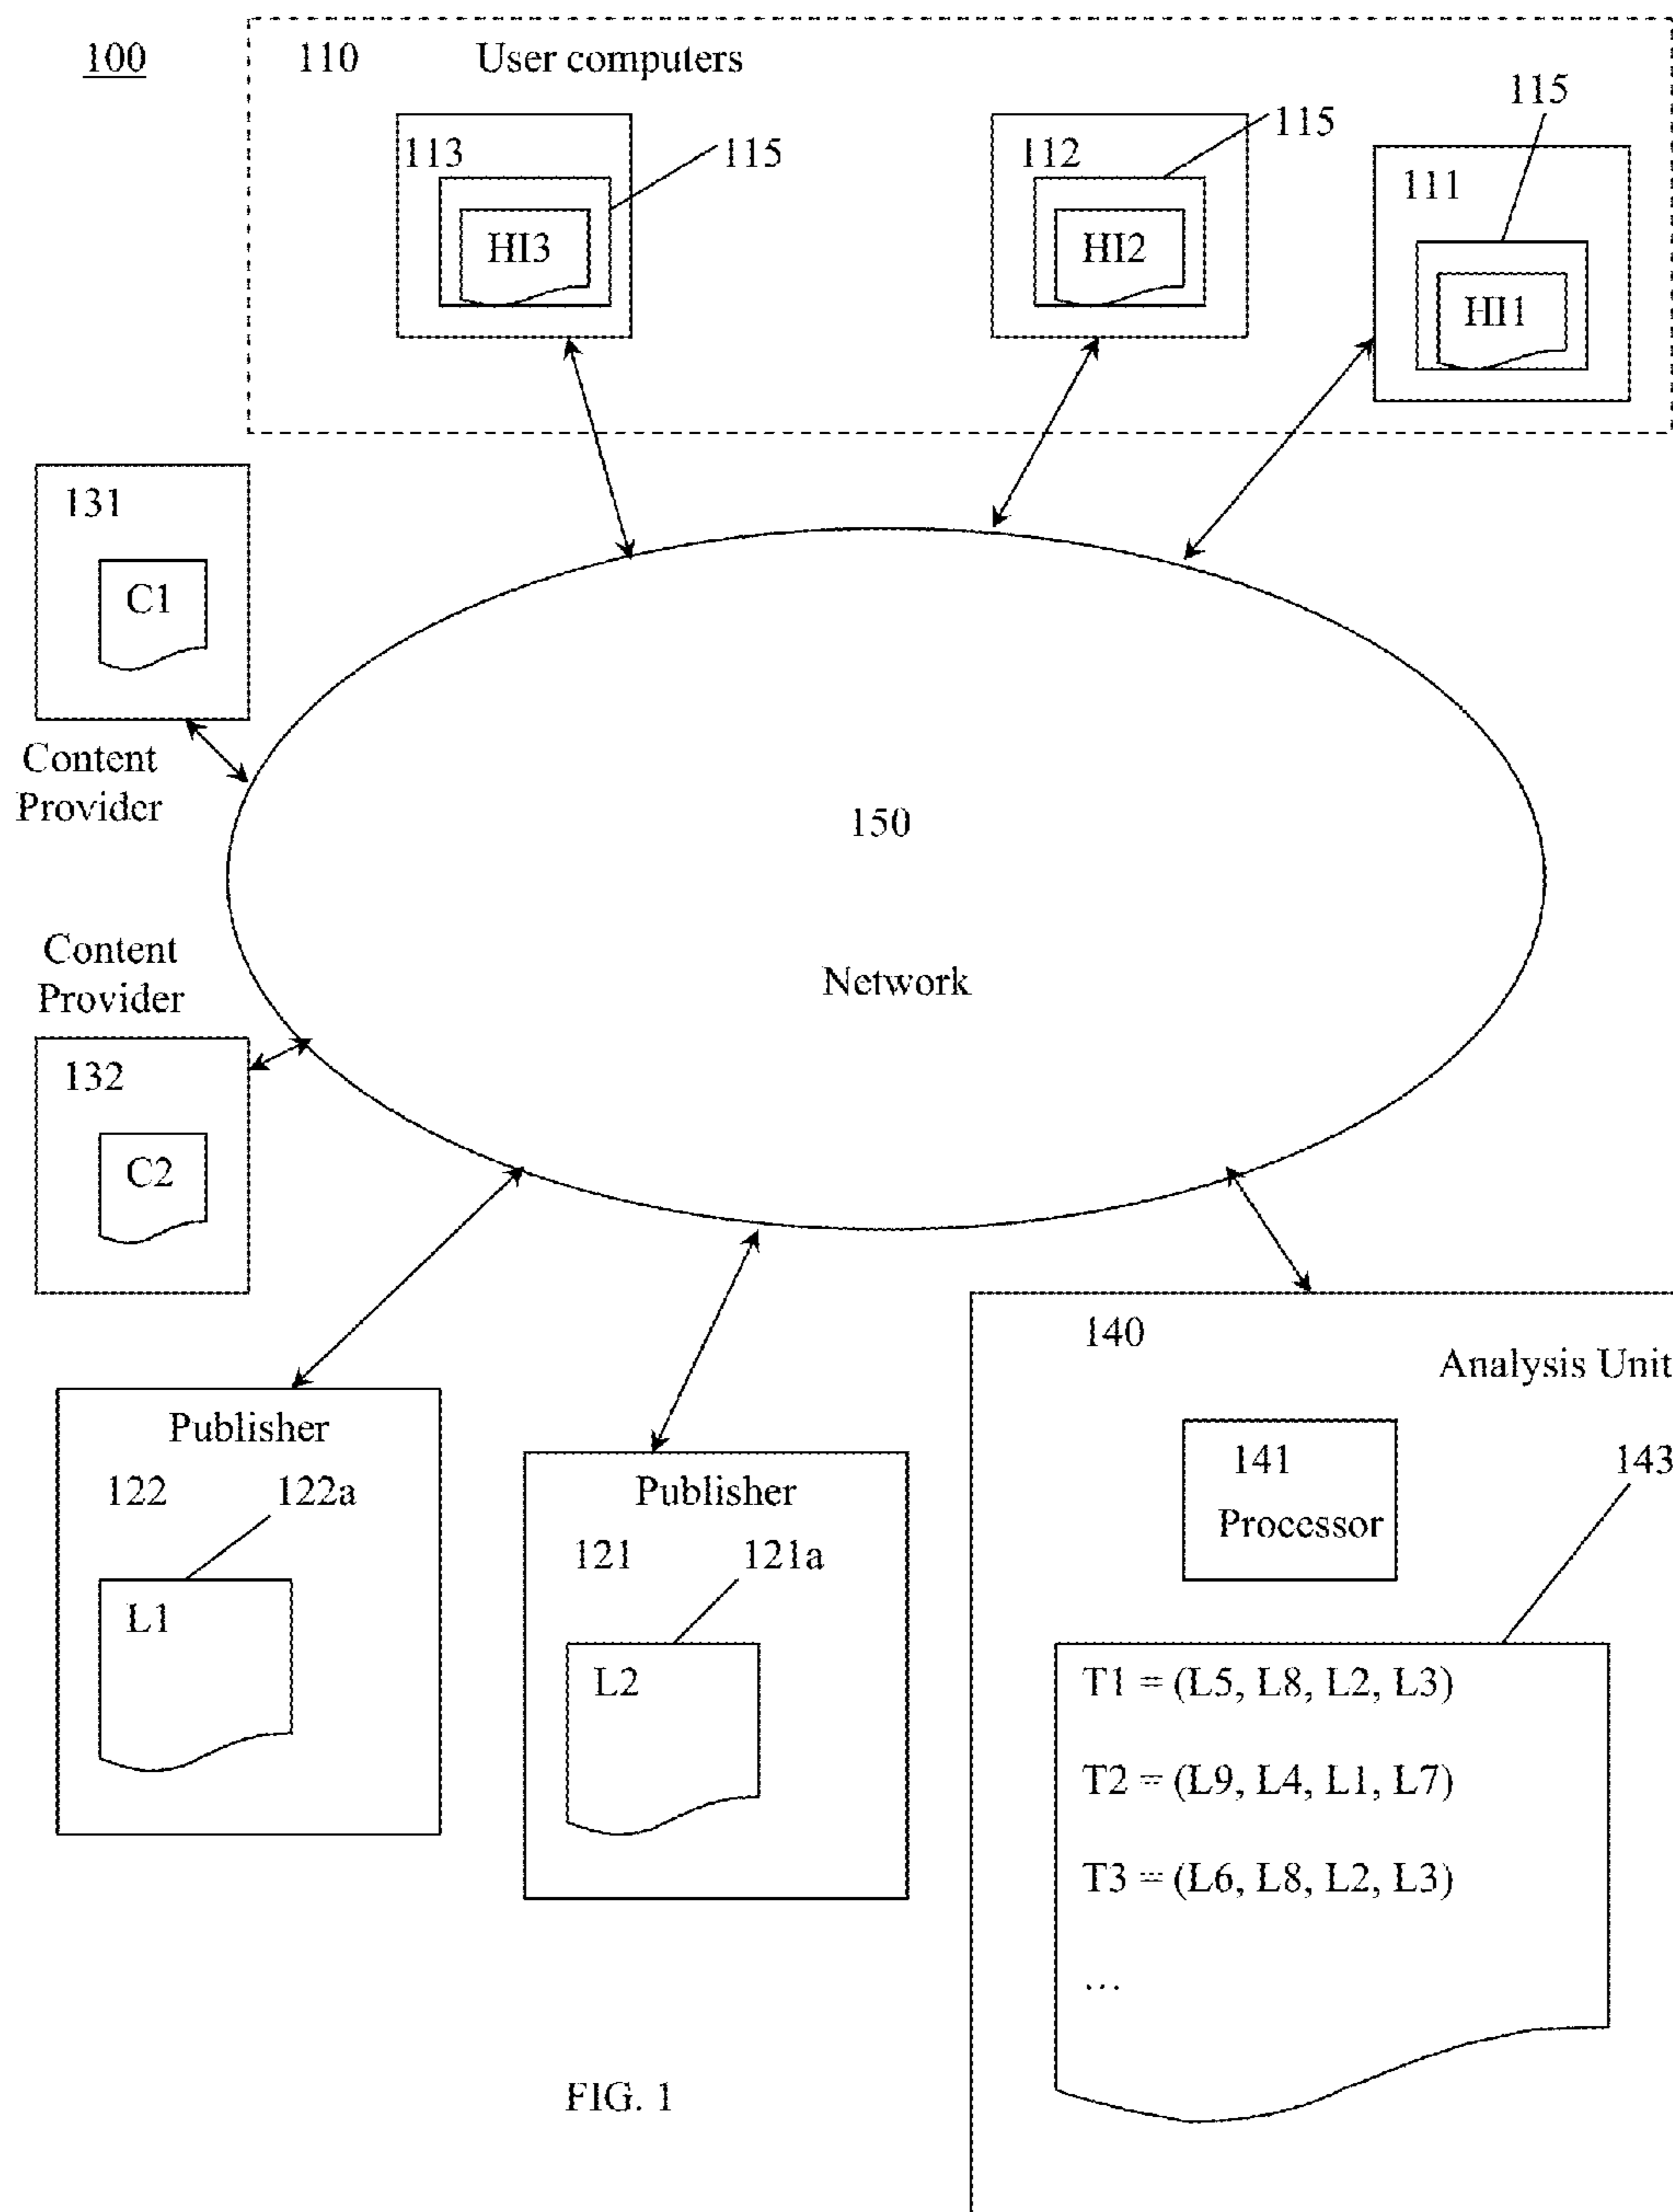 100
110 User computers
115
113
115
112
115
111
HI3
HI2
HI1
131
C1
Content
Provider
150
Network
Content
Provider
132
C2
140
Analysis Unit
Publisher
122
122a
L1
Publisher
121
121a
L2
141
Processor
143
T1 = (L5, L8, L2, L3)
T2 = (L9, L4, L1, L7)
T3 = (L6, L8, L2, L3)
...
FIG. 1